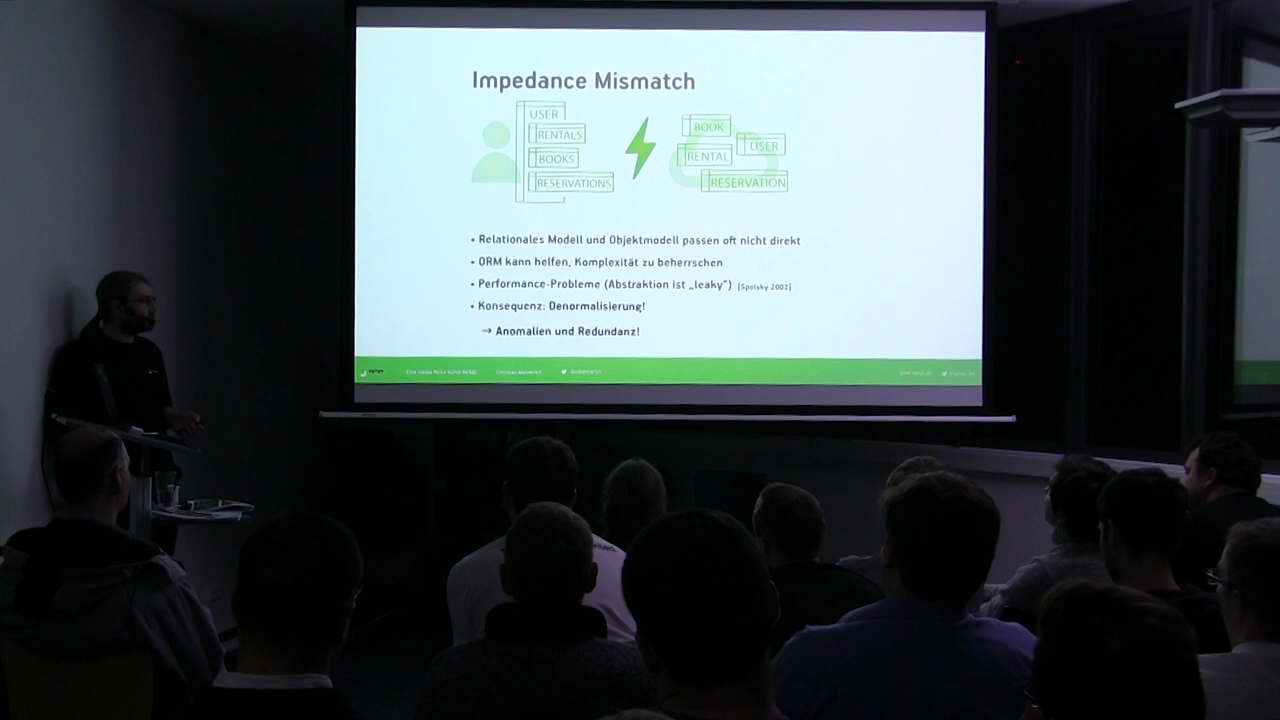 Impedance Mismatch
USER
RENTALS
BOOKS
RESERVATIONS
BOOK
USER
RENTAL
RESERVATION
• Relationales Modell und Objektmodell passen oft nicht direkt
• ORM kann helfen, Komplexität zu beherrschen
• Performance-Probleme (Abstraktion ist „leaky“) [Spolsky 2002]
• Konsequenz: Denormalisierung!
→ Anomalien und Redundanz!